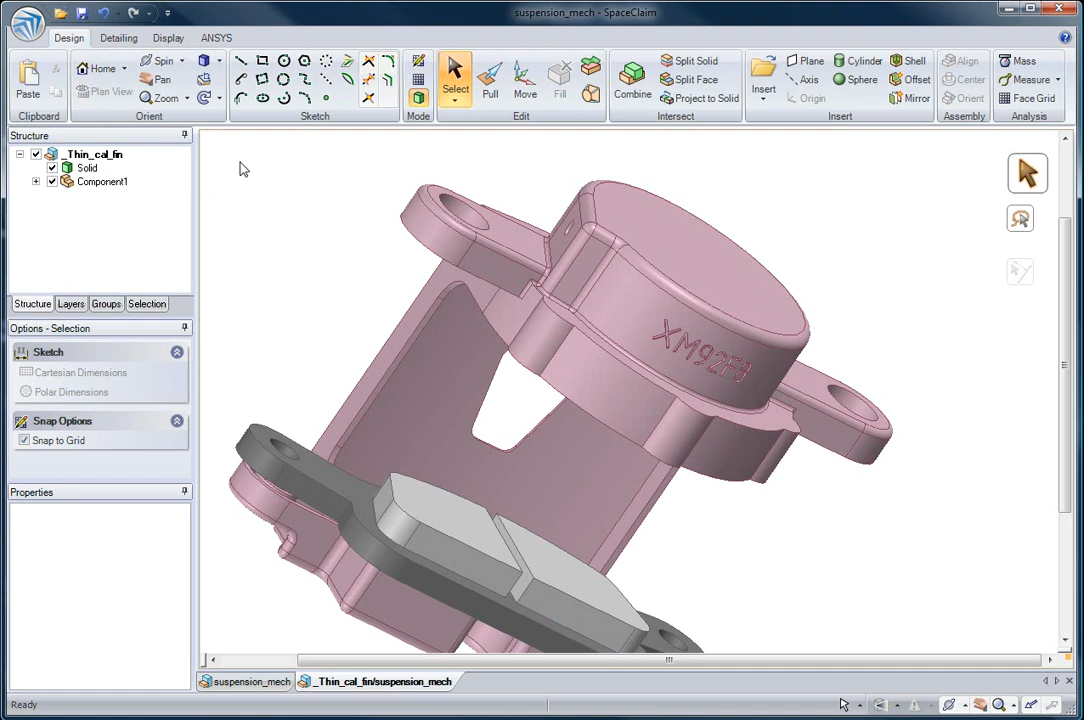 suspension_mech - SpaceClaim
Design Detailing Display ANSYS
Paste
Clipboard
Home Spin
Plan View Pan
Zoom
Orient
Sketch
Mode
Select Pull Move Fill
Edit
Combine
Split Solid
Split Face
Project to Solid
Intersect
Insert
Plane Cylinder Shell
Axis Sphere Offset
Origin Mirror
Insert
Align
Center
Orient
Assembly
Mass
Measure
Face Grid
Analysis
Structure
_Thin_cal_fin
Solid
Component1
Structure Layers Groups Selection
Options - Selection
Sketch
Cartesian Dimensions
Polar Dimensions
Snap Options
Snap to Grid
Properties
XM92F8
suspension_mech _Thin_cal_fin/suspension_mech
Ready